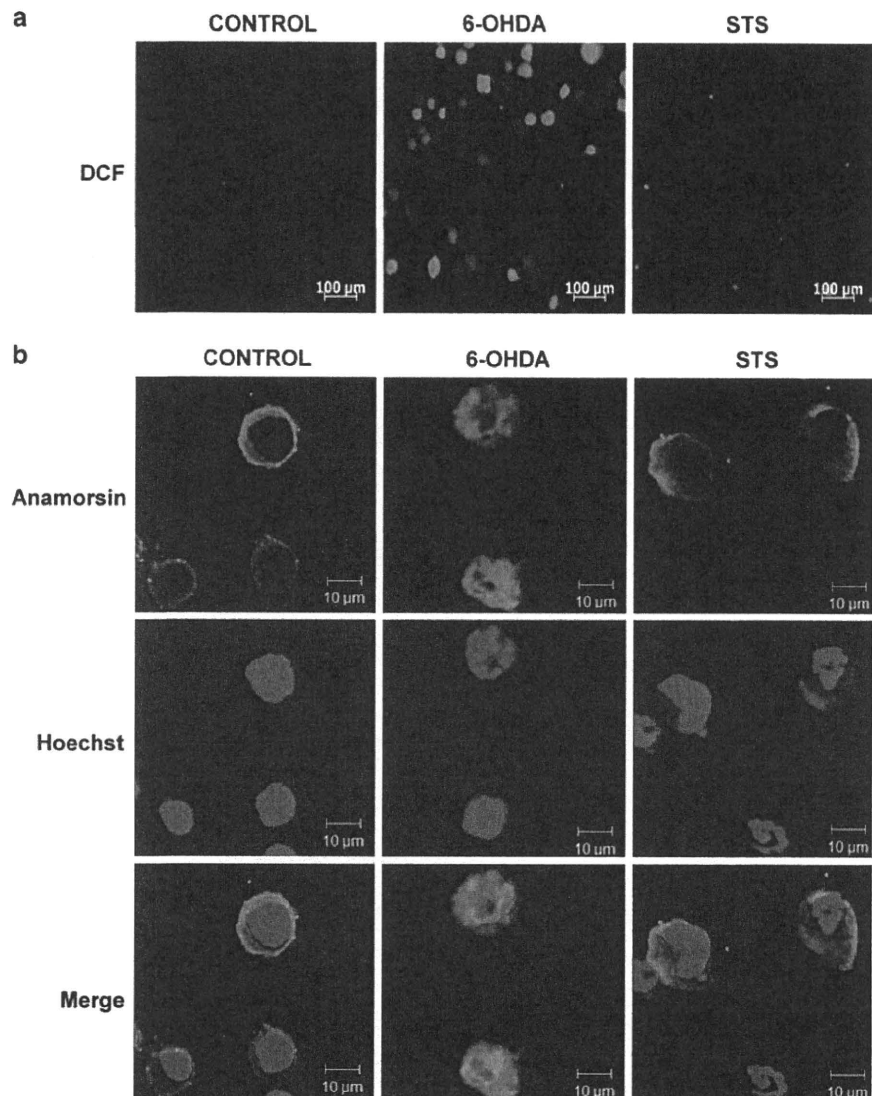 a
CONTROL 6-OHDA STS
DCF
100 µm 100 µm 100 µm
b
CONTROL 6-OHDA STS
Anamorsin
10 µm 10 µm 10 µm
Hoechst
10 µm 10 µm 10 µm
Merge
10 µm 10 µm 10 µm